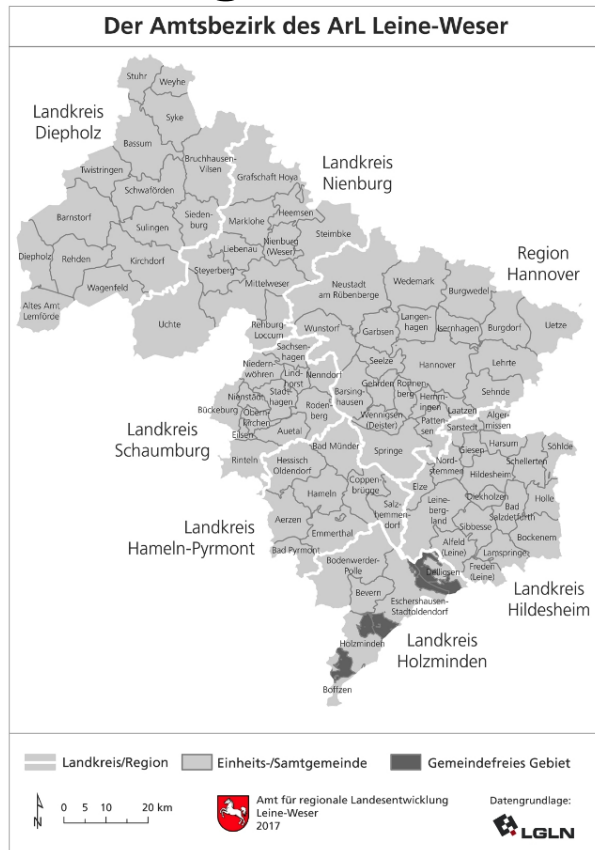 Der Amtsbezirk des ArL Leine-Weser
Stuhr
Weyhe
Landkreis
Diepholz
Syke
Bassum
Bruchhausen-
Vilsen
Twistringen
Schwaförden
Grafschaft Hoya
Landkreis
Nienburg
Barnstorf
Sulingen
Sieden-
burg
Marklohe
Heemsen
Steimbke
Diepholz
Rehden
Kirchdorf
Liebenau
Nienburg
(Weser)
Steyerberg
Mittelweser
Wagenfeld
Altes Amt
Lemförde
Uchte
Rehburg-
Loccum
Region
Hannover
Neustadt
am Rübenberge
Wedemark
Burgwedel
Wunstorf
Garbsen
Langen-
hagen
Isernhagen
Burgdorf
Uetze
Seelze
Hannover
Lehrte
Sehnde
Gehrden
Ronnen-
berg
Hemm-
ingen
Barsing-
hausen
Wennigsen
(Deister)
Patten-
sen
Laatzen
Springe
Sachsen-
hagen
Niedern-
wöhren
Lind-
horst
Nenndorf
Nienstädt
Stadt-
hagen
Bückeburg
Obern-
kirchen
Roden-
berg
Eilsen
Auetal
Rinteln
Landkreis
Schaumburg
Sarstedt
Alger-
missen
Giesen
Harsum
Söhlde
Nord-
stemmen
Hildesheim
Schellerten
Elze
Leine-
berg-
land
Diekholzen
Holle
Bad
Salzdetfurth
Sibbesse
Bockenem
Alfeld
(Leine)
Lamspringe
Freden
(Leine)
Landkreis
Hildesheim
Bad Münder
Hessisch
Oldendorf
Coppen-
brügge
Hameln
Salz-
hemmen-
dorf
Aerzen
Emmerthal
Bad Pyrmont
Landkreis
Hameln-Pyrmont
Bodenwerder-
Polle
Delligsen
Bevern
Eschershausen-
Stadtoldendorf
Holzminden
Boffzen
Landkreis
Holzminden
Landkreis/Region
Einheits-/Samtgemeinde
Gemeindefreies Gebiet
N
0 5 10 20 km
Amt für regionale Landesentwicklung
Leine-Weser
2017
Datengrundlage:
LGLN